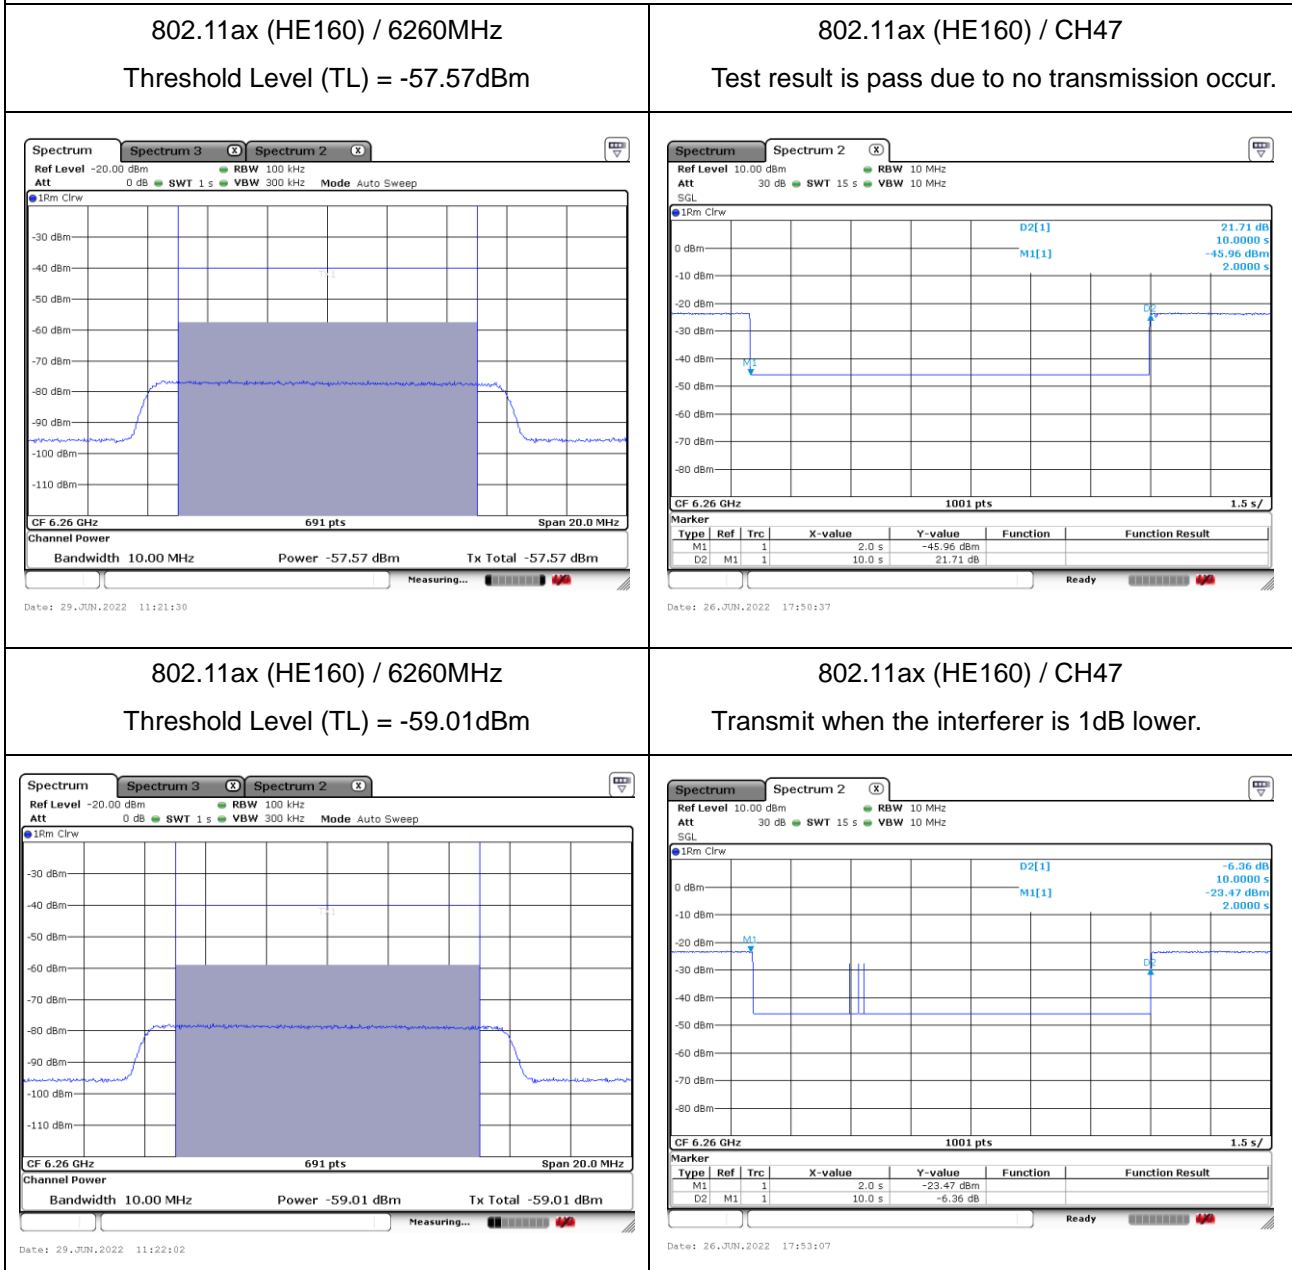 802.11ax (HE160) / 6260MHz
Threshold Level (TL) = -57.57dBm
802.11ax (HE160) / CH47
Test result is pass due to no transmission occur.
Spectrum Spectrum 3 X Spectrum 2 X
Ref Level -20.00 dBm RBW 100 kHz
Att 0 dB SWT 1 s VBW 300 kHz Mode Auto Sweep
1Rm Clrw
-30 dBm
-40 dBm
-50 dBm
-60 dBm
-70 dBm
-80 dBm
-90 dBm
-100 dBm
-110 dBm
CF 6.26 GHz 691 pts Span 20.0 MHz
Channel Power
Bandwidth 10.00 MHz Power -57.57 dBm Tx Total -57.57 dBm
Measuring...
Date: 29.JUN.2022 11:21:30
Spectrum Spectrum 2 X
Ref Level 10.00 dBm RBW 10 MHz
Att 30 dB SWT 15 s VBW 10 MHz
SGL
1Rm Clrw
D2[1] 21.71 dB
10.0000 s
M1[1] -45.96 dBm
2.0000 s
0 dBm
-10 dBm
-20 dBm
D2
-30 dBm
-40 dBm
M1
-50 dBm
-60 dBm
-70 dBm
-80 dBm
CF 6.26 GHz 1001 pts 1.5 s/
Marker
Type Ref Trc X-value Y-value Function Function Result
M1 1 2.0 s -45.96 dBm
D2 M1 1 10.0 s 21.71 dB
Ready
Date: 26.JUN.2022 17:50:37
802.11ax (HE160) / 6260MHz
Threshold Level (TL) = -59.01dBm
802.11ax (HE160) / CH47
Transmit when the interferer is 1dB lower.
Spectrum Spectrum 3 X Spectrum 2 X
Ref Level -20.00 dBm RBW 100 kHz
Att 0 dB SWT 1 s VBW 300 kHz Mode Auto Sweep
1Rm Clrw
-30 dBm
-40 dBm
-50 dBm
-60 dBm
-70 dBm
-80 dBm
-90 dBm
-100 dBm
-110 dBm
CF 6.26 GHz 691 pts Span 20.0 MHz
Channel Power
Bandwidth 10.00 MHz Power -59.01 dBm Tx Total -59.01 dBm
Measuring...
Date: 29.JUN.2022 11:22:02
Spectrum Spectrum 2 X
Ref Level 10.00 dBm RBW 10 MHz
Att 30 dB SWT 15 s VBW 10 MHz
SGL
1Rm Clrw
D2[1] -6.36 dB
10.0000 s
M1[1] -23.47 dBm
2.0000 s
0 dBm
-10 dBm
-20 dBm
M1
D2
-30 dBm
-40 dBm
-50 dBm
-60 dBm
-70 dBm
-80 dBm
CF 6.26 GHz 1001 pts 1.5 s/
Marker
Type Ref Trc X-value Y-value Function Function Result
M1 1 2.0 s -23.47 dBm
D2 M1 1 10.0 s -6.36 dB
Ready
Date: 26.JUN.2022 17:53:07